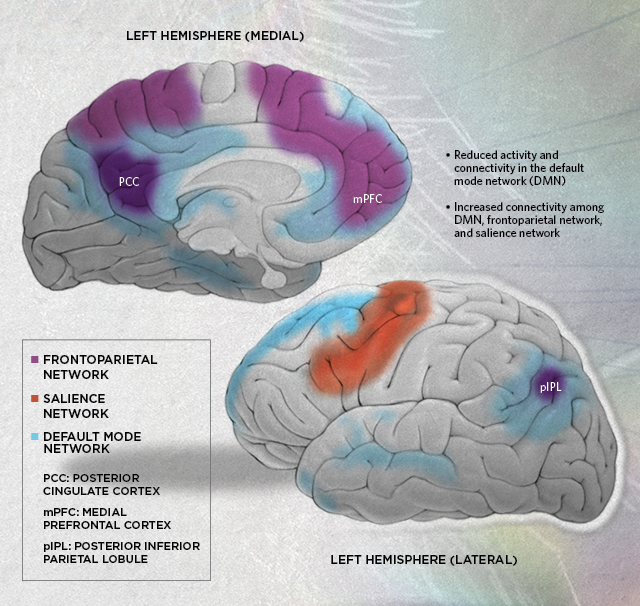 LEFT HEMISPHERE (MEDIAL)
PCC
mPFC
• Reduced activity and
connectivity in the default
mode network (DMN)
• Increased connectivity among
DMN, frontoparietal network,
and salience network
FRONTOPARIETAL
NETWORK
SALIENCE
NETWORK
DEFAULT MODE
NETWORK
PCC: POSTERIOR
CINGULATE CORTEX
mPFC: MEDIAL
PREFRONTAL CORTEX
pIPL: POSTERIOR INFERIOR
PARIETAL LOBULE
pIPL
LEFT HEMISPHERE (LATERAL)